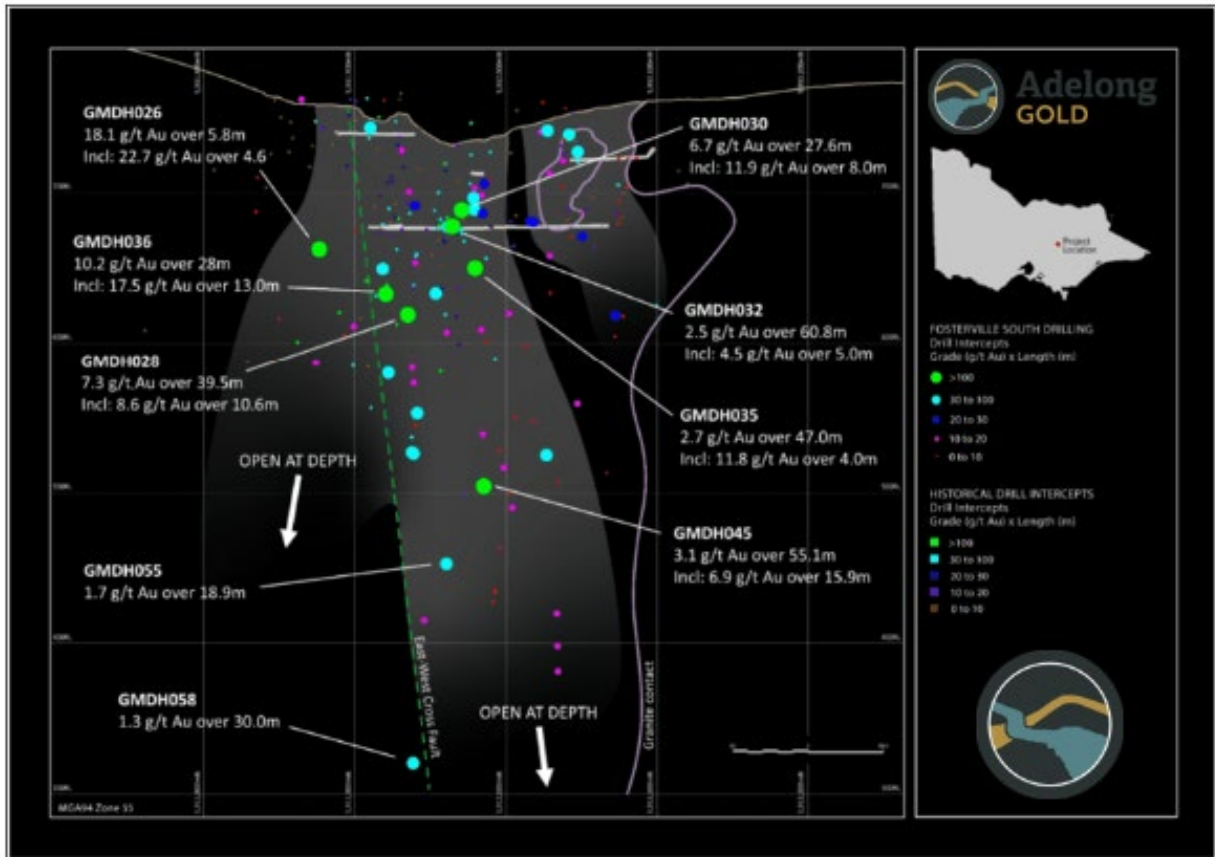 GMDH026
18.1 g/t Au over 5.8m
Incl: 22.7 g/t Au over 4.6
GMDH036
10.2 g/t Au over 28m
Incl: 17.5 g/t Au over 13.0m
GMDH028
7.3 g/t Au over 39.5m
Incl: 8.6 g/t Au over 10.6m
OPEN AT DEPTH
GMDH055
1.7 g/t Au over 18.9m
GMDH058
1.3 g/t Au over 30.0m
East-West Cross Fault
OPEN AT DEPTH
Granite contact
GMDH030
6.7 g/t Au over 27.6m
Incl: 11.9 g/t Au over 8.0m
GMDH032
2.5 g/t Au over 60.8m
Incl: 4.5 g/t Au over 5.0m
GMDH035
2.7 g/t Au over 47.0m
Incl: 11.8 g/t Au over 4.0m
GMDH045
3.1 g/t Au over 55.1m
Incl: 6.9 g/t Au over 15.9m
MGA94 Zone 55
Adelong
GOLD
Project
Location
FOSTERVILLE SOUTH DRILLING
Drill Intercepts
Grade (g/t Au) x Length (m)
>100
30 to 100
20 to 30
10 to 20
0 to 10
HISTORICAL DRILL INTERCEPTS
Drill Intercepts
Grade (g/t Au) x Length (m)
>100
30 to 100
20 to 30
10 to 20
0 to 10